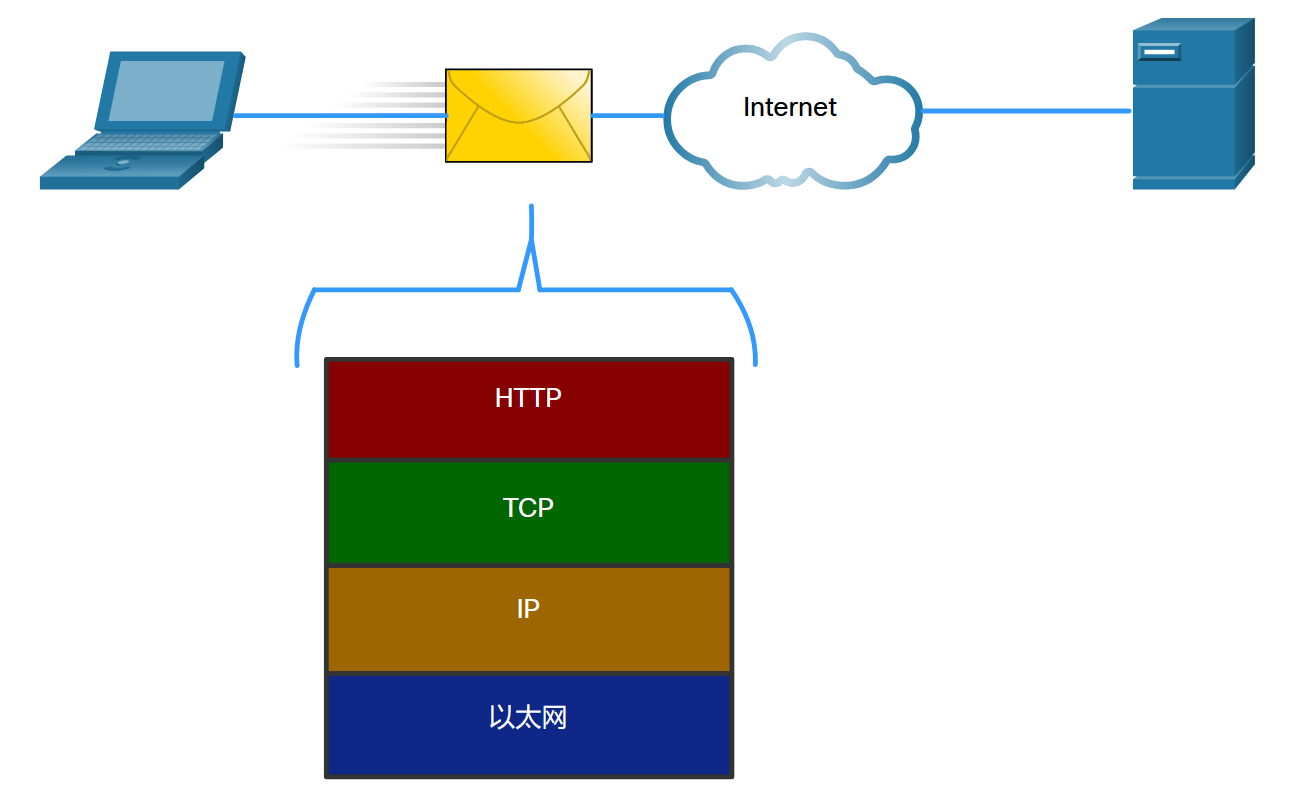 Internet
HTTP
TCP
IP
以太网